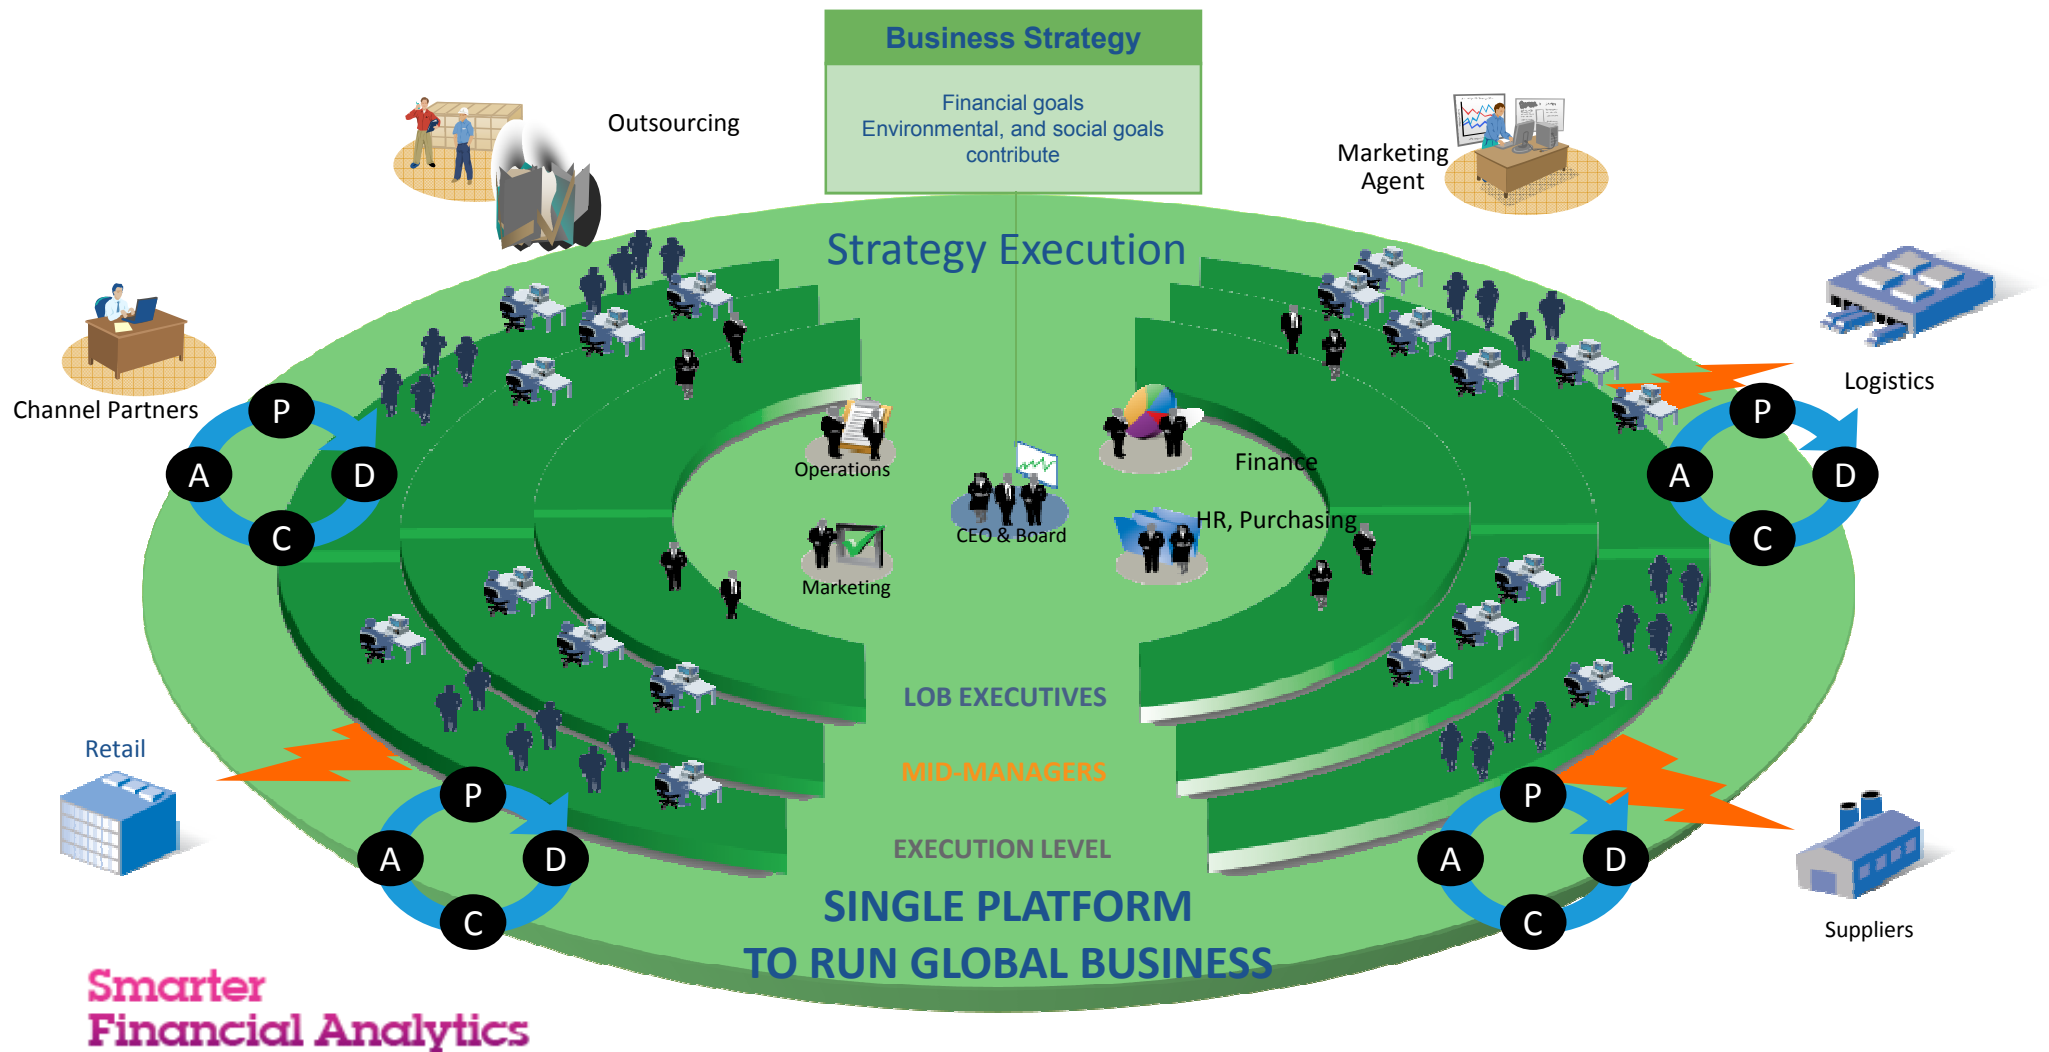 Business Strategy
Financial goals
Environmental, and social goals
contribute
Outsourcing
Marketing
Agent
Strategy Execution
Channel Partners
Logistics
P
A
D
C
P
A
D
C
Operations
Finance
CEO & Board
HR, Purchasing
Marketing
LOB EXECUTIVES
Retail
MID-MANAGERS
P
A
D
C
P
A
D
C
EXECUTION LEVEL
Suppliers
SINGLE PLATFORM
TO RUN GLOBAL BUSINESS
Smarter
Financial Analytics